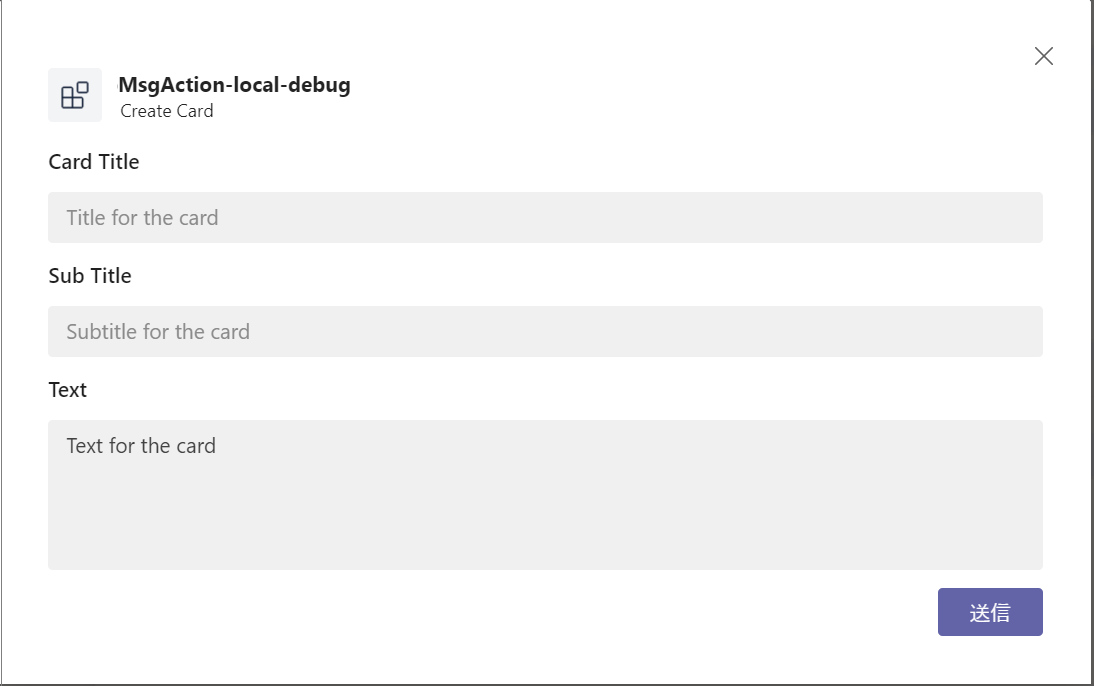 MsgAction-local-debug
Create Card
Card Title
Title for the card
Sub Title
Subtitle for the card
Text
Text for the card
送信